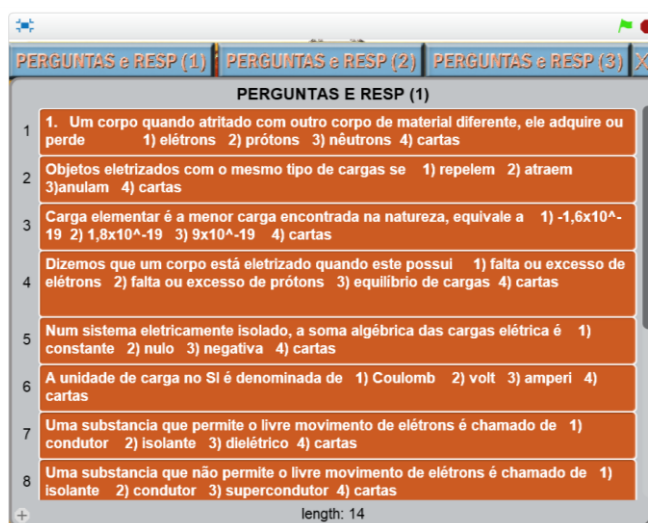 PERGUNTAS e RESP (1) PERGUNTAS e RESP (2) PERGUNTAS e RESP (3) X
PERGUNTAS E RESP (1)
1 1. Um corpo quando atritado com outro corpo de material diferente, ele adquire ou
perde 1) elétrons 2) prótons 3) nêutrons 4) cartas
2 Objetos eletrizados com o mesmo tipo de cargas se 1) repelem 2) atraem
3)anulam 4) cartas
3 Carga elementar é a menor carga encontrada na natureza, equivale a 1) -1,6x10^-
19 2) 1,8x10^-19 3) 9x10^-19 4) cartas
4 Dizemos que um corpo está eletrizado quando este possui 1) falta ou excesso de
elétrons 2) falta ou excesso de prótons 3) equilíbrio de cargas 4) cartas
5 Num sistema eletricamente isolado, a soma algébrica das cargas elétrica é 1)
constante 2) nulo 3) negativa 4) cartas
6 A unidade de carga no SI é denominada de 1) Coulomb 2) volt 3) amperi 4)
cartas
7 Uma substancia que permite o livre movimento de elétrons é chamado de 1)
condutor 2) isolante 3) dielétrico 4) cartas
8 Uma substancia que não permite o livre movimento de elétrons é chamado de 1)
isolante 2) condutor 3) supercondutor 4) cartas
+ length: 14